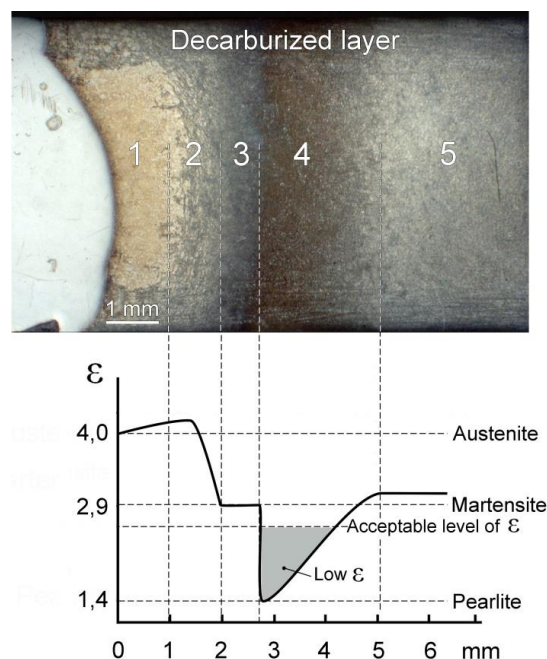 Decarburized layer
1 2 3 4 5
1 mm
ε
4,0
Austenite
2,9
Martensite
Acceptable level of ε
Low ε
1,4
Pearlite
0 1 2 3 4 5 6 mm